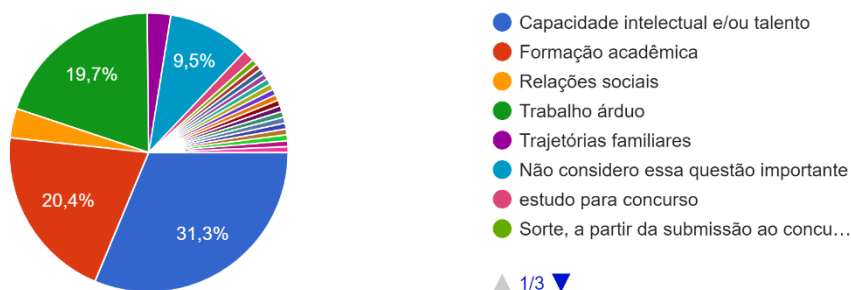 19,7%
9,5%
20,4%
31,3%
Capacidade intelectual e/ou talento
Formação acadêmica
Relações sociais
Trabalho árduo
Trajetórias familiares
Não considero essa questão importante
estudo para concurso
Sorte, a partir da submissão ao concu…
1/3